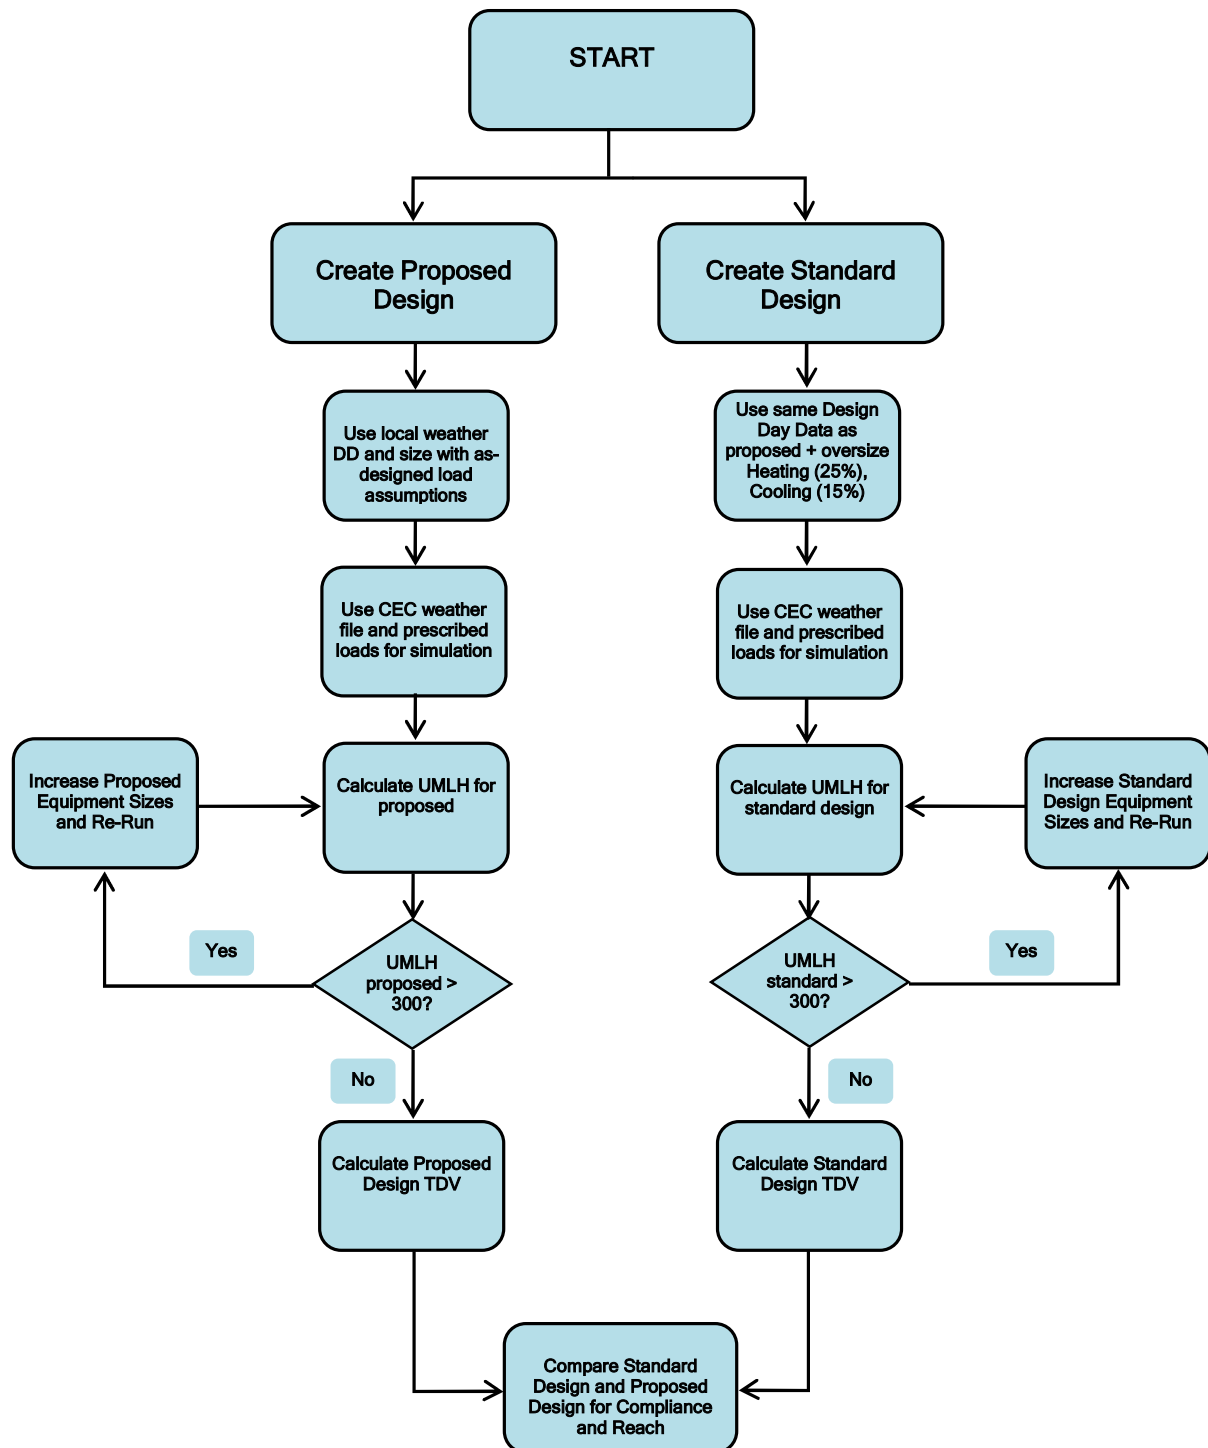 START
Create Proposed
Design
Create Standard
Design
Use local weather
DD and size with as-
designed load
assumptions
Use same Design
Day Data as
proposed + oversize
Heating (25%),
Cooling (15%)
Use CEC weather
file and prescribed
loads for simulation
Use CEC weather
file and prescribed
loads for simulation
Increase Proposed
Equipment Sizes
and Re-Run
Calculate UMLH for
proposed
Calculate UMLH for
standard design
Increase Standard
Design Equipment
Sizes and Re-Run
Yes
UMLH
proposed >
300?
UMLH
standard >
300?
Yes
No
No
Calculate Proposed
Design TDV
Calculate Standard
Design TDV
Compare Standard
Design and Proposed
Design for Compliance
and Reach